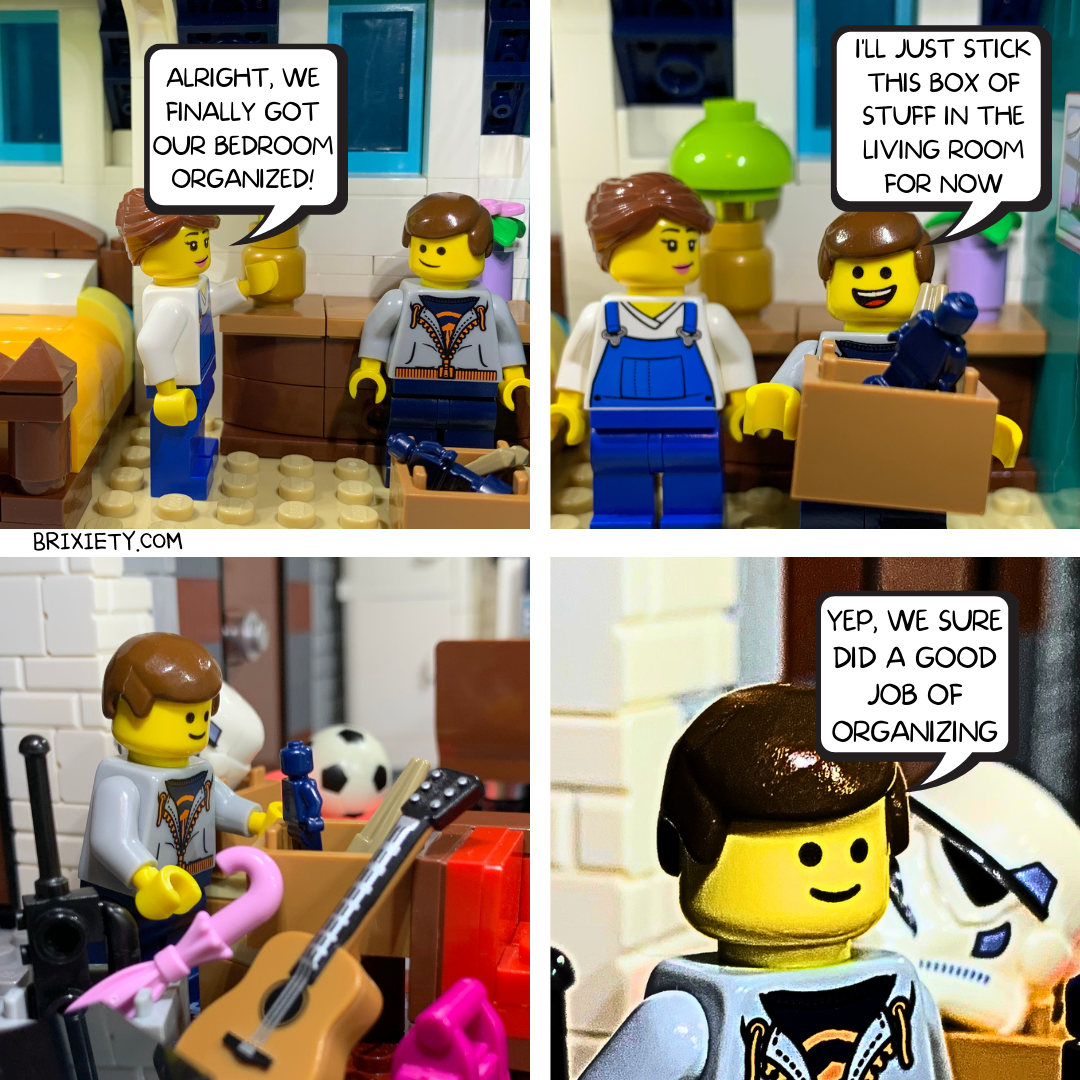 ALRIGHT, WE
FINALLY GOT
OUR BEDROOM
ORGANIZED!
I'LL JUST STICK
THIS BOX OF
STUFF IN THE
LIVING ROOM
FOR NOW
BRIXIETY.COM
YEP, WE SURE
DID A GOOD
JOB OF
ORGANIZING